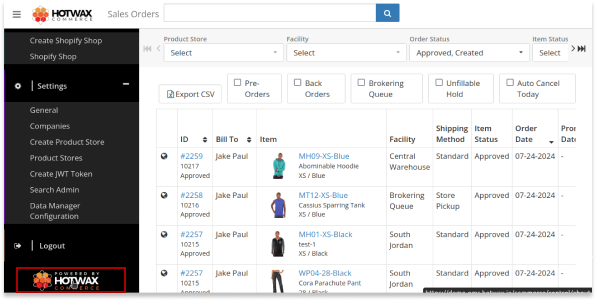 HOTWAX
COMMERCE
Sales Orders
Create Shopify Shop
Shopify Shop
Settings
General
Companies
Create Product Store
Product Stores
Create JWT Token
Search Admin
Data Manager
Configuration
Logout
POWERED BY
HOTWAX
COMMERCE
Product Store
Select
Facility
Select
Order Status
Approved, Created
Item Status
Select
Export CSV
Pre-
Orders
Back
Orders
Brokering
Queue
Unfillable
Hold
Auto Cancel
Today
ID Bill To Item Facility Shipping Method Item Status Order Date Pro Date
#2259 Jake Paul MH09-XS-Blue Central Standard Approved 07-24-2024 -
10217 Abominable Hoodie Warehouse
Approved XS / Blue
#2258 Jake Paul MT12-XS-Blue Brokering Store Approved 07-24-2024 -
10216 Cassius Sparring Tank Queue Pickup
Approved XS / Blue
#2257 Jake Paul MH01-XS-Black South Standard Approved 07-24-2024 -
10215 test-1 Jordan
Approved XS / Black
#2257 Jake Paul WP04-28-Black South Standard Approved 07-24-2024 -
10215 Cora Parachute Pant Jordan
Approved 28 / Black